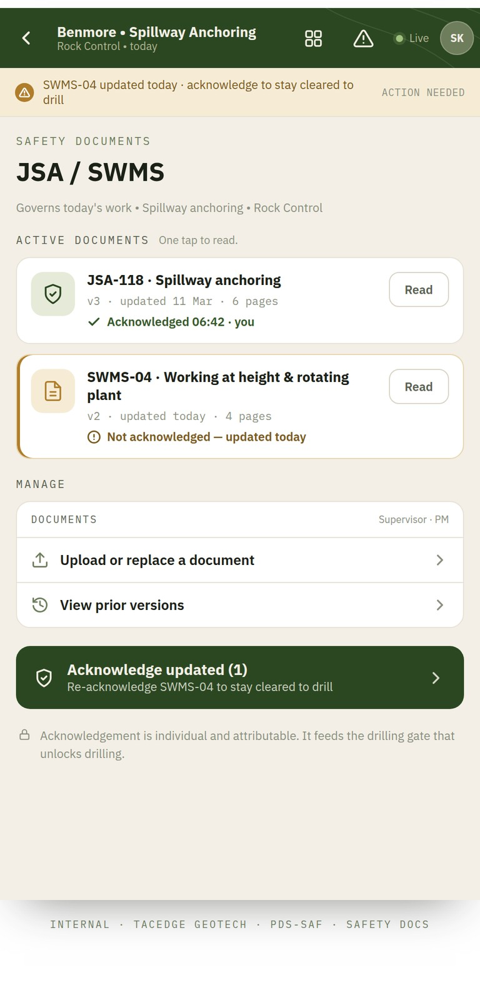 Benmore • Spillway Anchoring
Rock Control • today
Live
SK
SWMS-04 updated today · acknowledge to stay cleared to
drill
ACTION NEEDED
SAFETY DOCUMENTS
JSA / SWMS
Governs today's work • Spillway anchoring • Rock Control
ACTIVE DOCUMENTS One tap to read.
JSA-118 · Spillway anchoring
v3 · updated 11 Mar · 6 pages
Acknowledged 06:42 · you
Read
SWMS-04 · Working at height & rotating
plant
v2 · updated today · 4 pages
Not acknowledged — updated today
Read
MANAGE
DOCUMENTS
Supervisor · PM
Upload or replace a document
View prior versions
Acknowledge updated (1)
Re-acknowledge SWMS-04 to stay cleared to drill
Acknowledgement is individual and attributable. It feeds the drilling gate that
unlocks drilling.
INTERNAL · TACEDGE GEOTECH · PDS-SAF · SAFETY DOCS